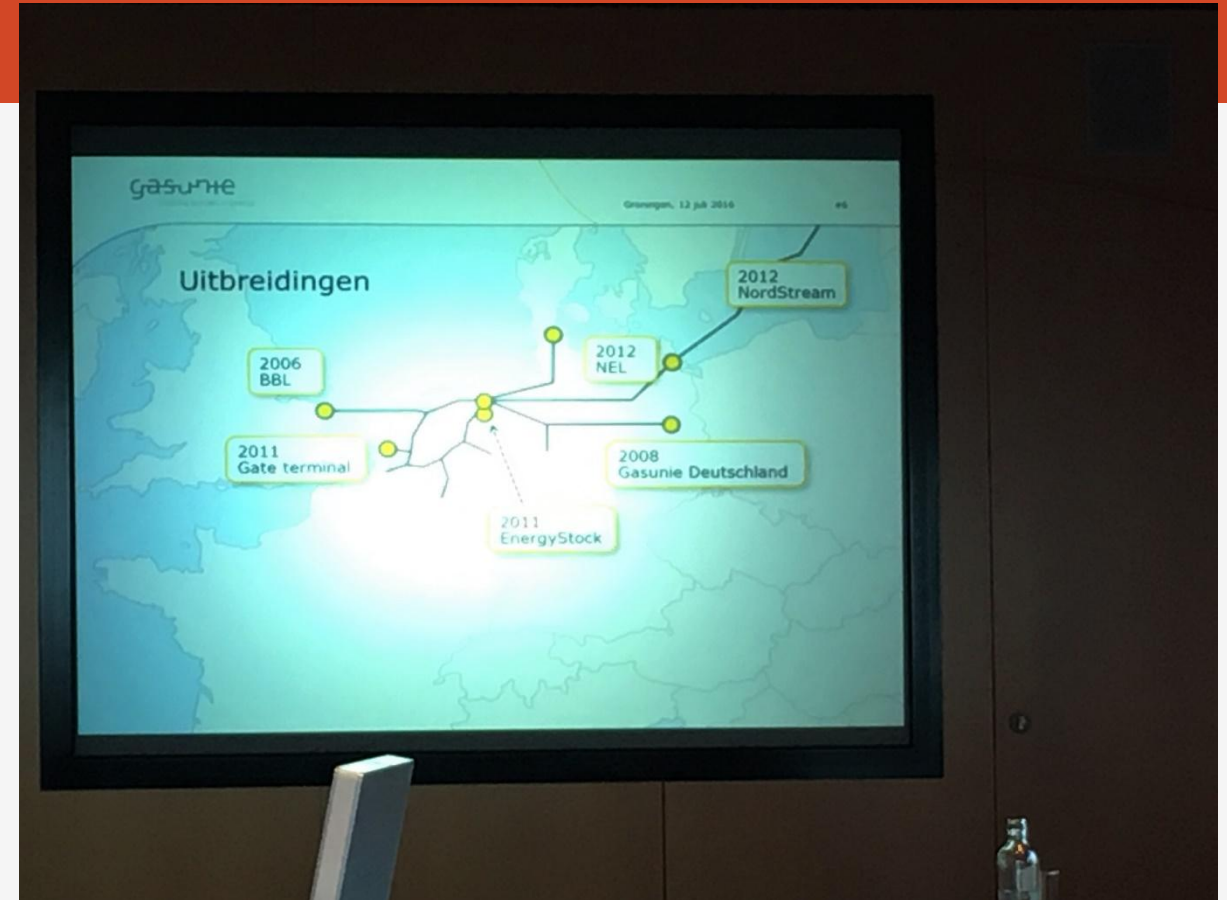 gasunie
Groningen, 12 juli 2016
#6
Uitbreidingen
2012
NordStream
2012
NEL
2006
BBL
2011
Gate terminal
2008
Gasunie Deutschland
2011
EnergyStock